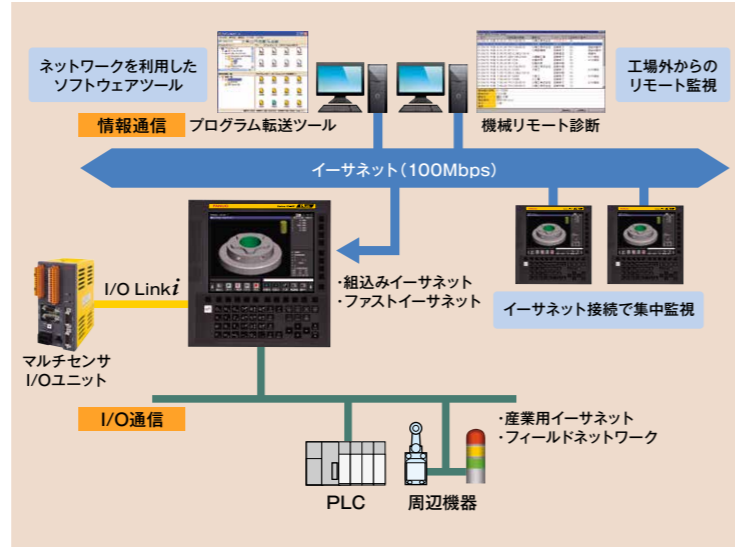 ネットワークを利用した
ソフトウェアツール
工場外からの
リモート監視
情報通信
プログラム転送ツール
機械リモート診断
イーサネット(100Mbps)
I/O Link i
・組込みイーサネット
・ファストイーサネット
イーサネット接続で集中監視
マルチセンサ
I/Oユニット
I/O通信
・産業用イーサネット
・フィールドネットワーク
PLC
周辺機器